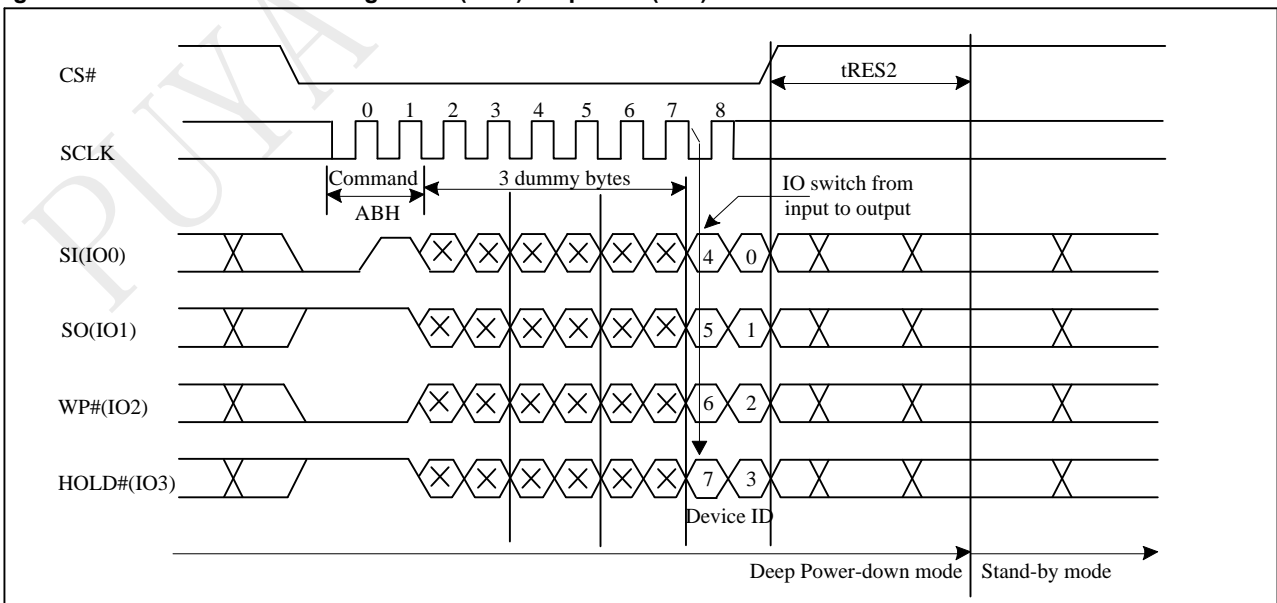 PUYA
CS#
tRES2
0 1 2 3 4 5 6 7 8
SCLK
Command
3 dummy bytes
IO switch from
input to output
ABH
SI(IO0)
4 0
SO(IO1)
5 1
WP#(IO2)
6 2
HOLD#(IO3)
7 3
Device ID
Deep Power-down mode
Stand-by mode